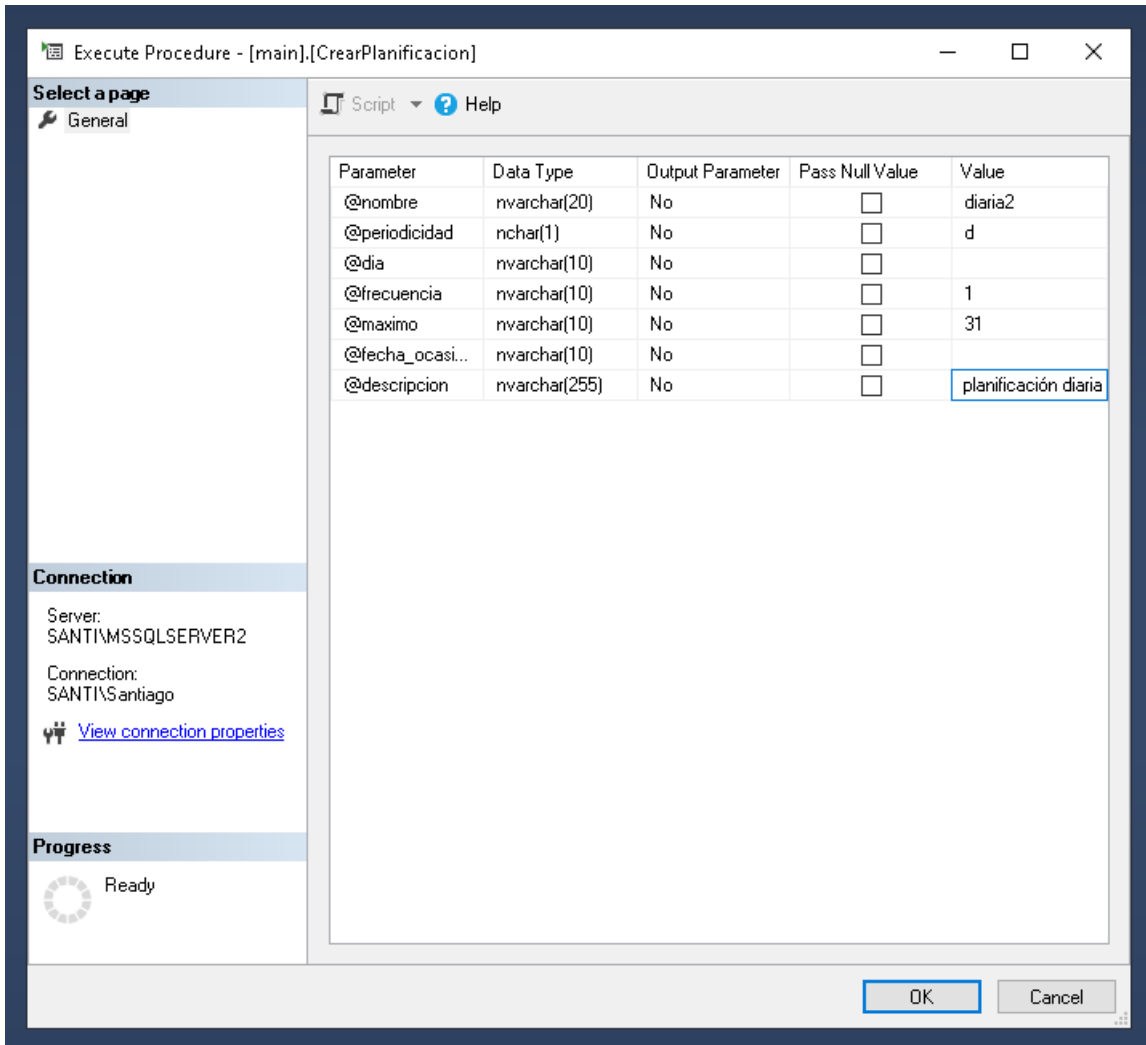 Execute Procedure - [main].[CrearPlanificacion]
Select a page
General
Script
Help
Parameter Data Type Output Parameter Pass Null Value Value
@nombre nvarchar(20) No diaria2
@periodicidad nchar(1) No d
@dia nvarchar(10) No
@frecuencia nvarchar(10) No 1
@maximo nvarchar(10) No 31
@fecha_ocasi... nvarchar(10) No
@descripcion nvarchar(255) No planificación diaria
Connection
Server:
SANTI\MSSQLSERVER2
Connection:
SANTI\Santiago
View connection properties
Progress
Ready
OK Cancel